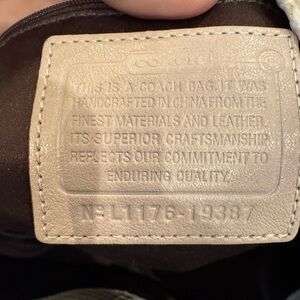 COACH
THIS IS A COACH BAG. IT WAS
HANDCRAFTED IN CHINA FROM THE
FINEST MATERIALS AND LEATHER.
ITS SUPERIOR CRAFTSMANSHIP
REFLECTS OUR COMMITMENT TO
ENDURING QUALITY.
Nº L1176-19387